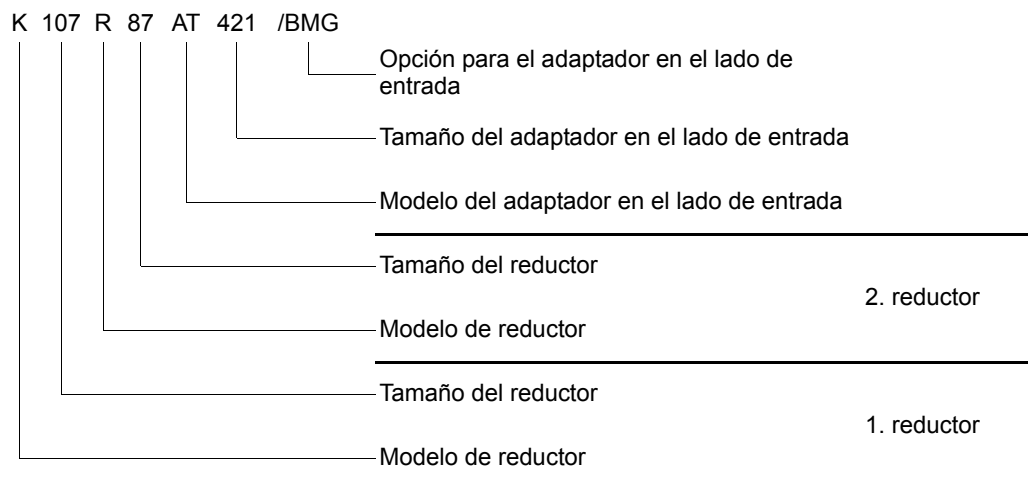 K 107 R 87 AT 421 /BMG
Opción para el adaptador en el lado de
entrada
Tamaño del adaptador en el lado de entrada
Modelo del adaptador en el lado de entrada
Tamaño del reductor
2. reductor
Modelo de reductor
Tamaño del reductor
1. reductor
Modelo de reductor